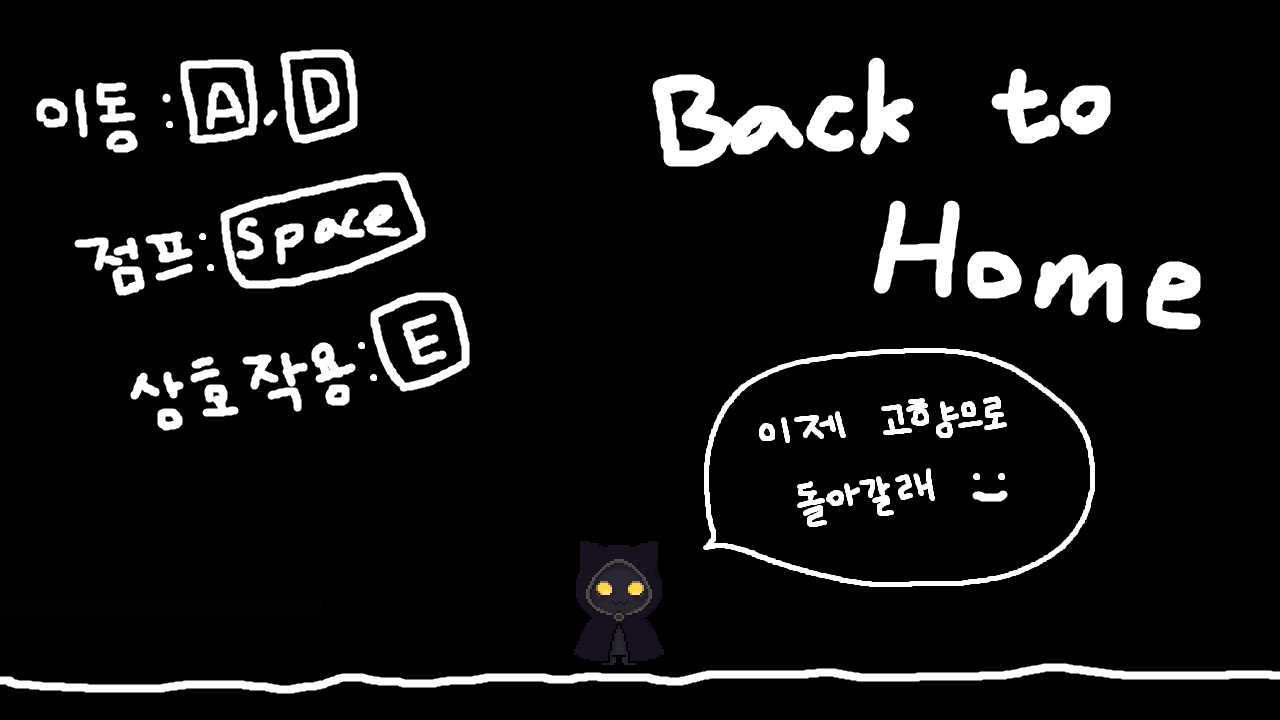 이동 : A, D
점프: Space
상호작용: E
Back to
Home
이제 고향으로
돌아갈래 :)